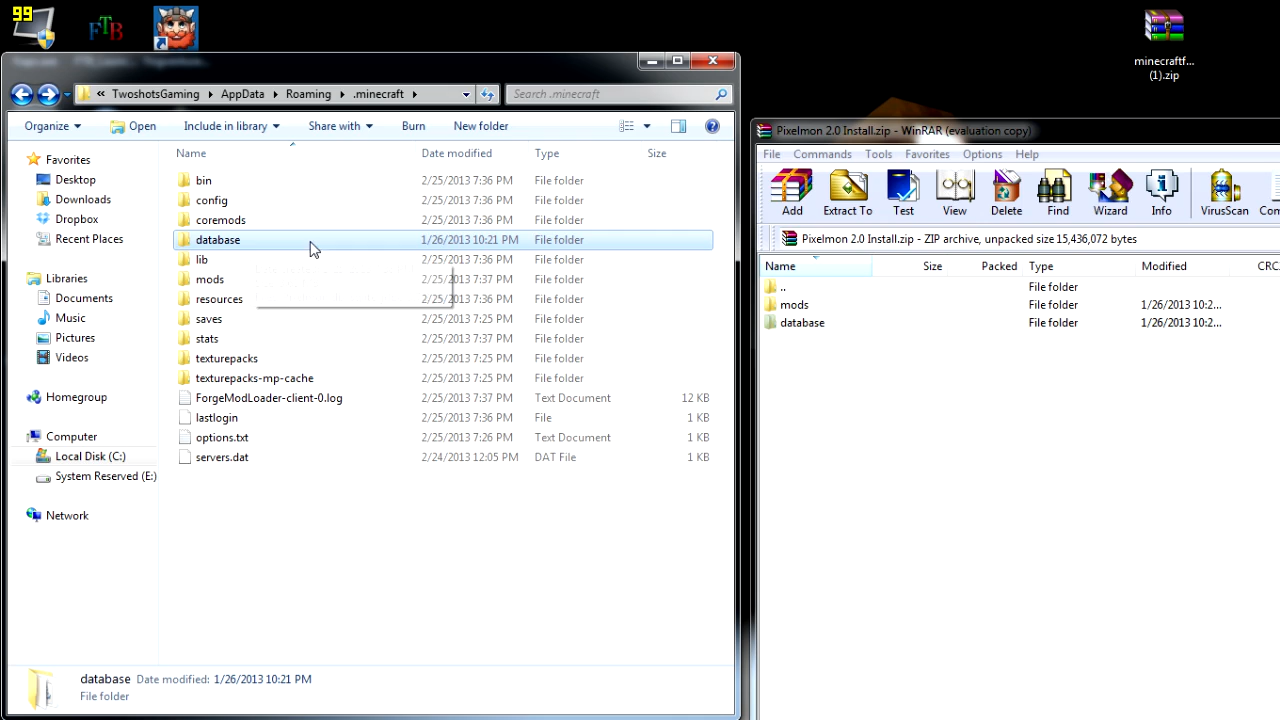 99
FTB
minecraftf...
(1).zip
« TwoshotsGaming ▸ AppData ▸ Roaming ▸ .minecraft ▸
Search .minecraft
Organize Open Include in library Share with Burn New folder
Name Date modified Type Size
Favorites
Desktop
Downloads
Dropbox
Recent Places
Libraries
Documents
Music
Pictures
Videos
Homegroup
Computer
Local Disk (C:)
System Reserved (E:)
Network
bin 2/25/2013 7:36 PM File folder
config 2/25/2013 7:36 PM File folder
coremods 2/25/2013 7:36 PM File folder
database 1/26/2013 10:21 PM File folder
lib 2/25/2013 7:36 PM File folder
mods 2/25/2013 7:37 PM File folder
resources 2/25/2013 7:36 PM File folder
saves 2/25/2013 7:25 PM File folder
stats 2/25/2013 7:37 PM File folder
texturepacks 2/25/2013 7:25 PM File folder
texturepacks-mp-cache 2/25/2013 7:25 PM File folder
ForgeModLoader-client-0.log 2/25/2013 7:37 PM Text Document 12 KB
lastlogin 2/25/2013 7:36 PM File 1 KB
options.txt 2/25/2013 7:26 PM Text Document 1 KB
servers.dat 2/24/2013 12:05 PM DAT File 1 KB
database Date modified: 1/26/2013 10:21 PM
File folder
Pixelmon 2.0 Install.zip - WinRAR (evaluation copy)
File Commands Tools Favorites Options Help
Add Extract To Test View Delete Find Wizard Info VirusScan Com
Pixelmon 2.0 Install.zip - ZIP archive, unpacked size 15,436,072 bytes
Name Size Packed Type Modified CRC
.. File folder
mods File folder 1/26/2013 10:2...
database File folder 1/26/2013 10:2...